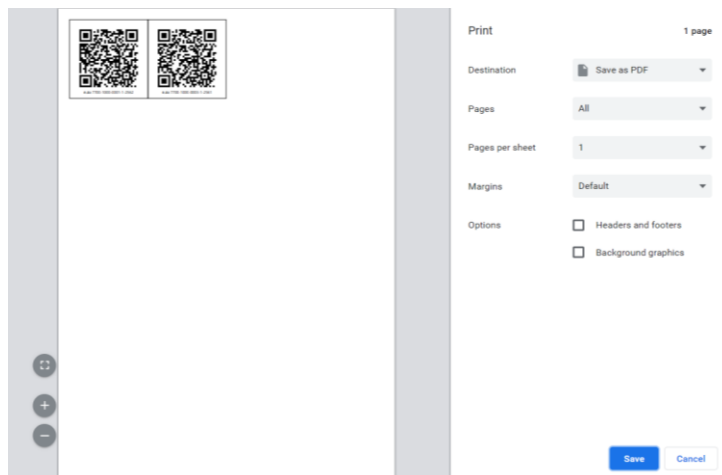 Print 1 page
Destination Save as PDF
Pages All
Pages per sheet 1
Margins Default
Options Headers and footers
Background graphics
Save Cancel